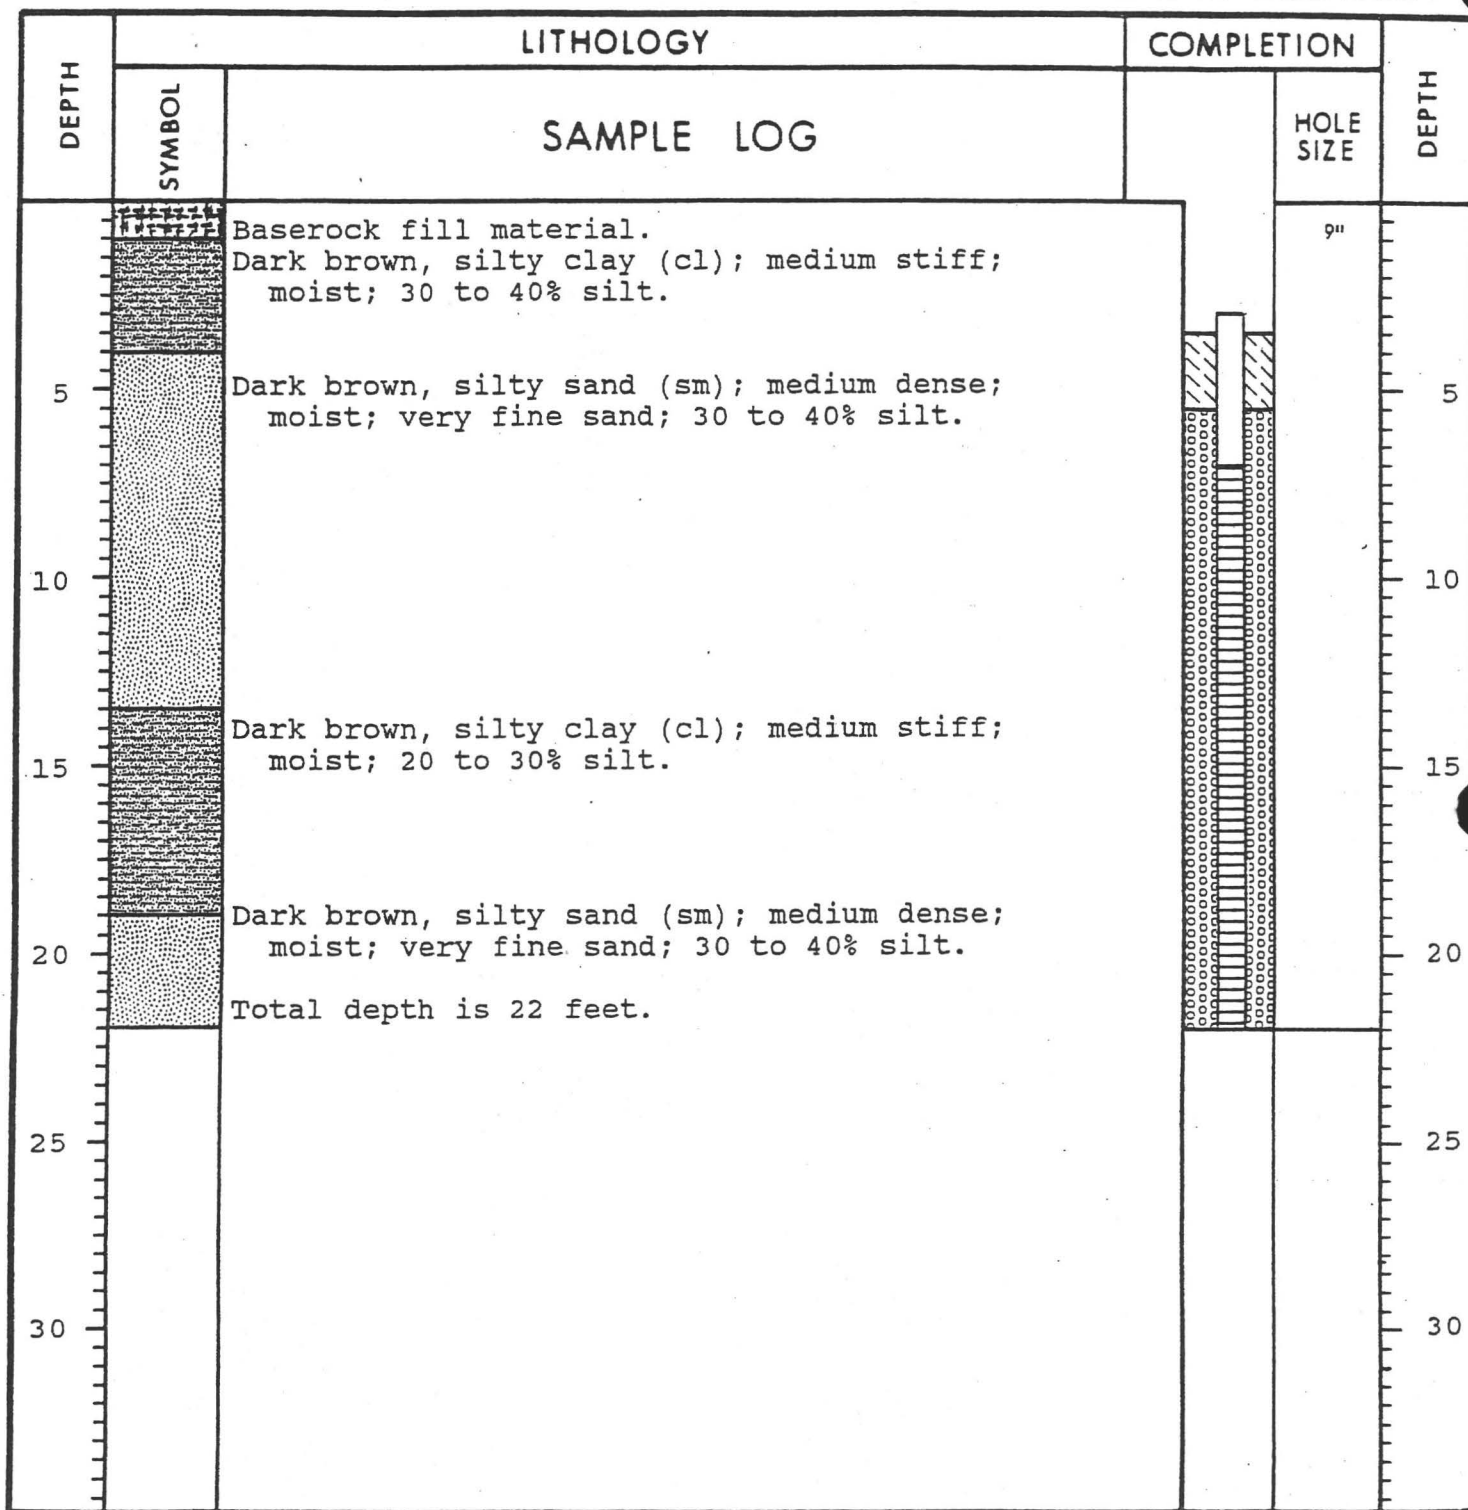 LITHOLOGY
COMPLETION
DEPTH
SYMBOL
SAMPLE LOG
HOLE
SIZE
DEPTH
Baserock fill material.
9"
Dark brown, silty clay (cl); medium stiff;
moist; 30 to 40% silt.
5
Dark brown, silty sand (sm); medium dense;
5
moist; very fine sand; 30 to 40% silt.
10
10
Dark brown, silty clay (cl); medium stiff;
moist; 20 to 30% silt.
15
15
Dark brown, silty sand (sm); medium dense;
moist; very fine sand; 30 to 40% silt.
20
20
Total depth is 22 feet.
25
25
30
30